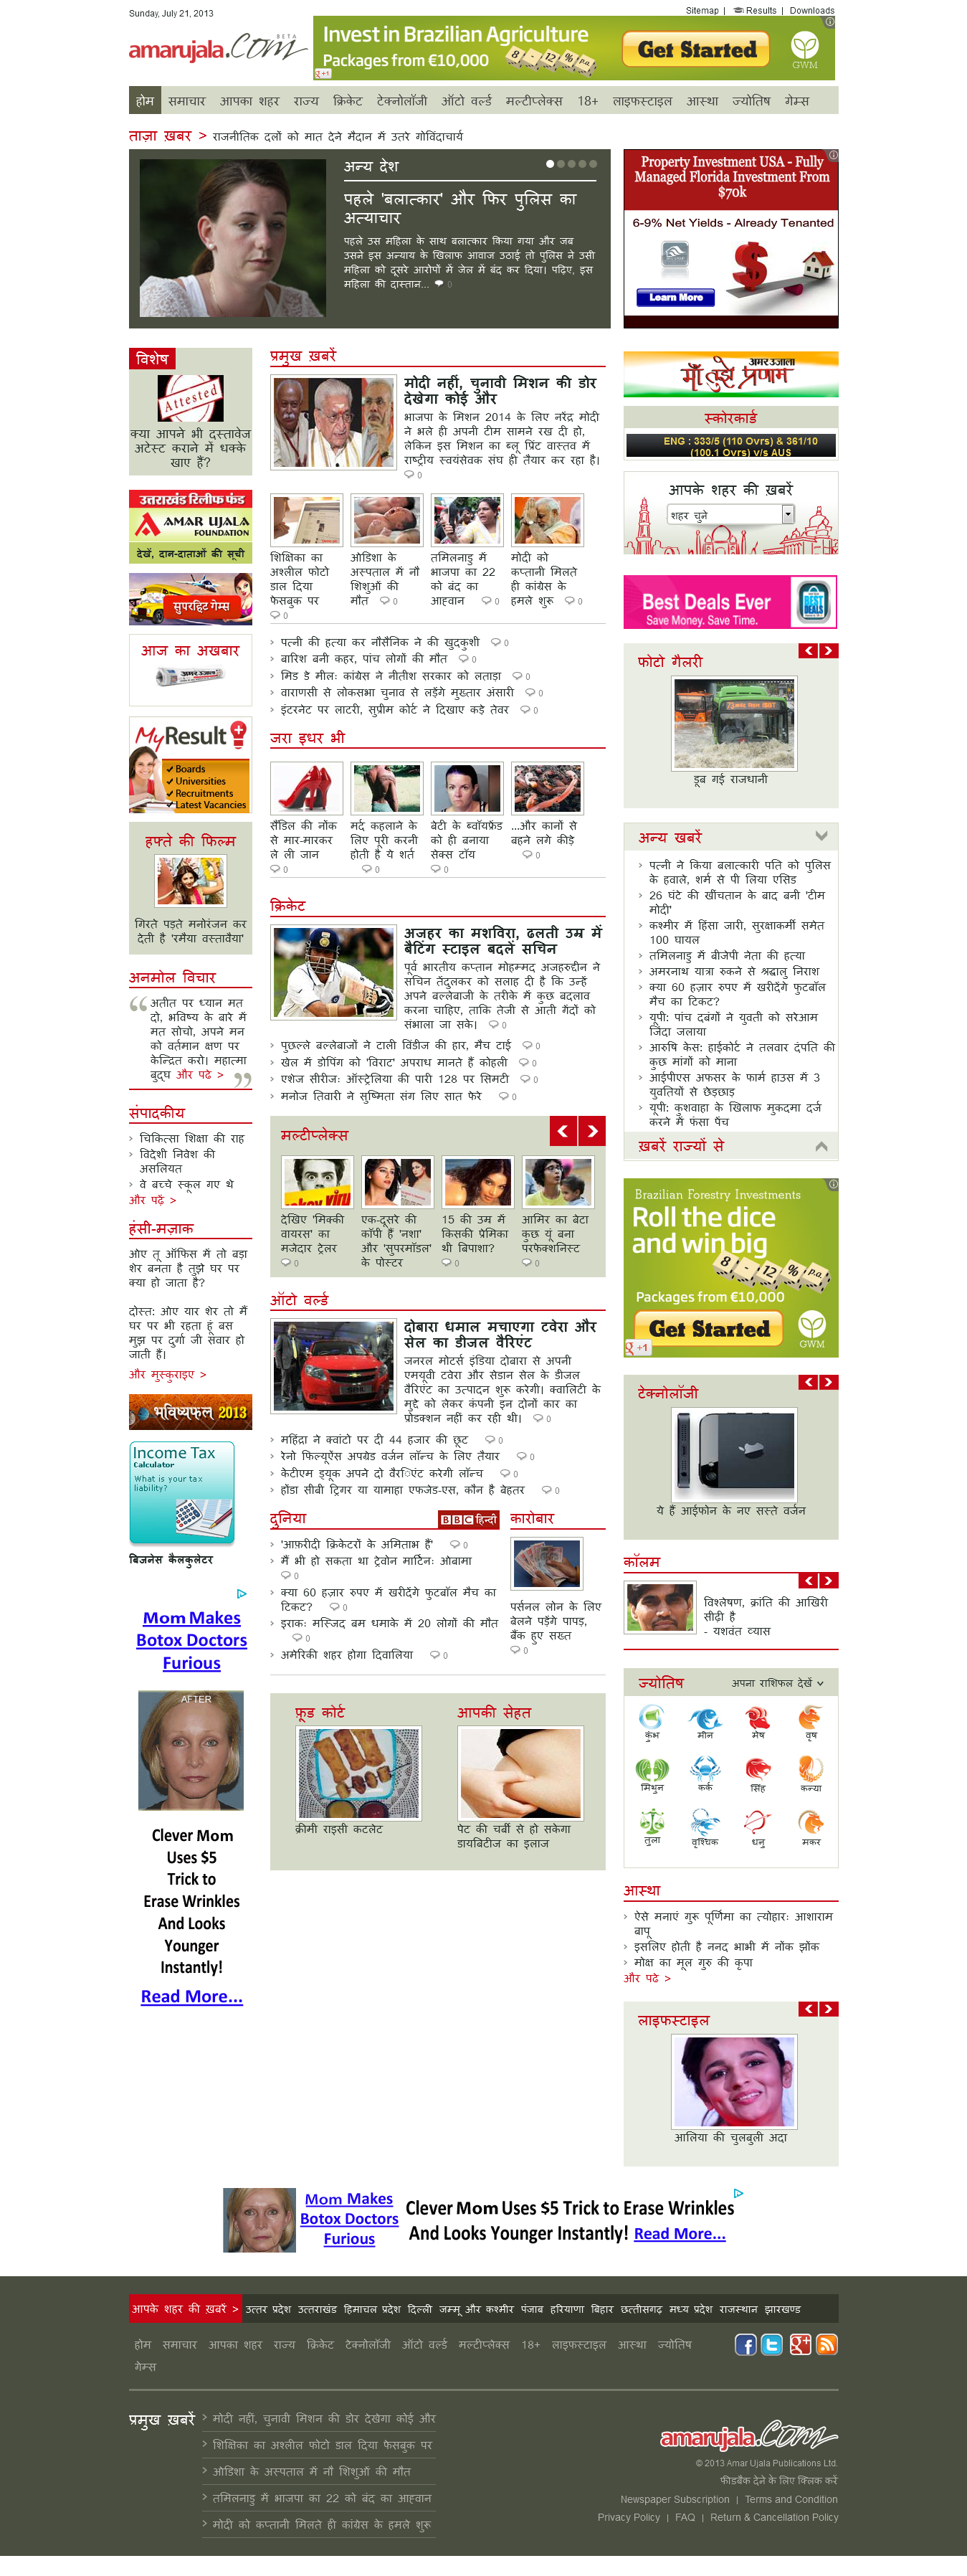 Sunday, July 21, 2013
Sitemap | Results | Downloads
amarujala.Com BETA
Invest in Brazilian Agriculture
Packages from €10,000
8 - 12 % p.a.
Get Started
GWM
होम समाचार आपका शहर राज्य क्रिकेट टेक्नोलॉजी ऑटो वर्ल्ड मल्टीप्लेक्स 18+ लाइफस्टाइल आस्था ज्योतिष गेम्स
ताज़ा ख़बर > राजनीतिक दलों को मात देने मैदान में उतरे गोविंदाचार्य
अन्य देश
पहले 'बलात्कार' और फिर पुलिस का
अत्याचार
पहले उस महिला के साथ बलात्कार किया गया और जब
उसने इस अन्याय के खिलाफ आवाज उठाई तो पुलिस ने उसी
महिला को दूसरे आरोपों में जेल में बंद कर दिया। पढ़िए, इस
महिला की दास्तान... 0
Property Investment USA - Fully
Managed Florida Investment From
$70k
6-9% Net Yields - Already Tenanted
Learn More
विशेष
Attested
क्या आपने भी दस्तावेज
अटेस्ट कराने में धक्के
खाए हैं?
उत्तराखंड रिलीफ फंड
AMAR UJALA
FOUNDATION
देखें, दान-दाताओं की सूची
सुपरहिट गेम्स
आज का अखबार
My Result
Boards
Universities
Recruitments
Latest Vacancies
हफ्ते की फिल्म
गिरते पड़ते मनोरंजन कर
देती है 'रमैया वस्तावैया'
अनमोल विचार
अतीत पर ध्यान मत
दो, भविष्य के बारे में
मत सोचो, अपने मन
को वर्तमान क्षण पर
केन्द्रित करो। महात्मा
बुद्घ और पढे >
संपादकीय
चिकित्सा शिक्षा की राह
विदेशी निवेश की
असलियत
वे बच्चे स्कूल गए थे
और पढ़ें >
हंसी-मज़ाक
ओए तू ऑफिस में तो बड़ा
शेर बनता है तुझे घर पर
क्या हो जाता है?
दोस्त: ओए यार शेर तो मैं
घर पर भी रहता हूं बस
मुझ पर दुर्गा जी सवार हो
जाती हैं।
और मुस्कुराइए >
भविष्यफल 2013
Income Tax
Calculator
What is your tax
liability?
बिजनेस कैलकुलेटर
Mom Makes
Botox Doctors
Furious
AFTER
Clever Mom
Uses $5
Trick to
Erase Wrinkles
And Looks
Younger
Instantly!
Read More...
प्रमुख ख़बरें
मोदी नहीं, चुनावी मिशन की डोर
देखेगा कोई और
भाजपा के मिशन 2014 के लिए नरेंद्र मोदी
ने भले ही अपनी टीम सामने रख दी हो,
लेकिन इस मिशन का ब्लू प्रिंट वास्तव में
राष्ट्रीय स्वयंसेवक संघ ही तैयार कर रहा है।
0
शिक्षिका का
अश्लील फोटो
डाल दिया
फेसबुक पर
0
ओडिशा के
अस्पताल में नौ
शिशुओं की
मौत 0
तमिलनाडु में
भाजपा का 22
को बंद का
आह्वान 0
मोदी को
कप्तानी मिलते
ही कांग्रेस के
हमले शुरू 0
पत्नी की हत्या कर नौसैनिक ने की खुदकुशी 0
बारिश बनी कहर, पांच लोगों की मौत 0
मिड डे मील: कांग्रेस ने नीतीश सरकार को लताड़ा 0
वाराणसी से लोकसभा चुनाव से लड़ेंगे मुख्तार अंसारी 0
इंटरनेट पर लाटरी, सुप्रीम कोर्ट ने दिखाए कड़े तेवर 0
जरा इधर भी
सैंडिल की नोंक
से मार-मारकर
ले ली जान
0
मर्द कहलाने के
लिए पूरी करनी
होती है ये शर्त
0
बेटी के ब्वॉयफ्रेंड
को ही बनाया
सेक्स टॉय
0
...और कानों से
बहने लगे कीड़े
0
क्रिकेट
अजहर का मशविरा, ढलती उम्र में
बैटिंग स्टाइल बदलें सचिन
पूर्व भारतीय कप्तान मोहम्मद अजहरुद्दीन ने
सचिन तेंदुलकर को सलाह दी है कि उन्हें
अपने बल्लेबाजी के तरीके में कुछ बदलाव
करना चाहिए, ताकि तेजी से आती गेंदों को
संभाला जा सके। 0
पुछल्ले बल्लेबाजों ने टाली विंडीज की हार, मैच टाई 0
खेल में डोपिंग को 'विराट' अपराध मानते हैं कोहली 0
एशेज सीरीज: ऑस्ट्रेलिया की पारी 128 पर सिमटी 0
मनोज तिवारी ने सुष्मिता संग लिए सात फेरे 0
मल्टीप्लेक्स
देखिए 'मिक्की
वायरस' का
मजेदार ट्रेलर
0
एक-दूसरे की
कॉपी हैं 'नशा'
और 'सुपरमॉडल'
के पोस्टर
15 की उम्र में
किसकी प्रेमिका
थी बिपाशा?
0
आमिर का बेटा
कुछ यूं बना
परफेक्शनिस्ट
0
ऑटो वर्ल्ड
दोबारा धमाल मचाएगा टवेरा और
सेल का डीजल वैरिएंट
जनरल मोटर्स इंडिया दोबारा से अपनी
एमयूवी टवेरा और सेडान सेल के डीजल
वैरिएंट का उत्पादन शुरू करेगी। क्वालिटी के
मुद्दे को लेकर कंपनी इन दोनों कार का
प्रोडक्शन नहीं कर रही थी। 0
महिंद्रा ने क्वांटो पर दी 44 हजार की छूट 0
रेनो फिल्यूऐंस अपग्रेड वर्जन लॉन्च के लिए तैयार 0
केटीएम ड्यूक अपने दो वैरिएंट करेगी लॉन्च 0
होंडा सीबी ट्रिगर या यामाहा एफजेड-एस, कौन है बेहतर 0
दुनिया
BBC हिन्दी
'आफ़रीदी क्रिकेटरों के अमिताभ हैं' 0
मैं भी हो सकता था ट्रेवोन मार्टिन: ओबामा
0
क्या 60 हज़ार रुपए में खरीदेंगे फुटबॉल मैच का
टिकट? 0
इराक: मस्जिद बम धमाके में 20 लोगों की मौत
0
अमेरिकी शहर होगा दिवालिया 0
कारोबार
पर्सनल लोन के लिए
बेलने पड़ेंगे पापड़,
बैंक हुए सख्त
0
फूड कोर्ट
क्रीमी राइसी कटलेट
आपकी सेहत
पेट की चर्बी से हो सकेगा
डायबिटीज का इलाज
अमर उजाला
माँ तुझे प्रणाम
स्कोरकार्ड
ENG : 333/5 (110 Ovrs) & 361/10
(100.1 Ovrs) v/s AUS
आपके शहर की ख़बरें
शहर चुने
Best Deals Ever
Save Money. Save Time.
BEST DEALS
फोटो गैलरी
डूब गई राजधानी
अन्य खबरें
पत्नी ने किया बलात्कारी पति को पुलिस
के हवाले, शर्म से पी लिया एसिड
26 घंटे की खींचतान के बाद बनी 'टीम
मोदी'
कश्मीर में हिंसा जारी, सुरक्षाकर्मी समेत
100 घायल
तमिलनाडु में बीजेपी नेता की हत्या
अमरनाथ यात्रा रुकने से श्रद्धालु निराश
क्या 60 हज़ार रुपए में खरीदेंगे फुटबॉल
मैच का टिकट?
यूपी: पांच दबंगों ने युवती को सरेआम
जिंदा जलाया
आरुषि केस: हाईकोर्ट ने तलवार दंपति की
कुछ मांगों को माना
आईपीएस अफसर के फार्म हाउस में 3
युवतियों से छेड़छाड़
यूपी: कुशवाहा के खिलाफ मुकदमा दर्ज
करने में फंसा पेंच
ख़बरें राज्यों से
Brazilian Forestry Investments
Roll the dice
and win big
8 - 12 % p.a.
Packages from €10,000
Get Started
GWM
+1
टेक्नोलॉजी
ये हैं आईफोन के नए सस्ते वर्जन
कॉलम
विश्लेषण, क्रांति की आखिरी
सीढ़ी है
- यशवंत व्यास
ज्योतिष अपना राशिफल देखें
कुंभ मीन मेष वृष
मिथुन कर्क सिंह कन्या
तुला वृश्चिक धनु मकर
आस्था
ऐसे मनाएं गुरू पूर्णिमा का त्योहार: आशाराम
बापू
इसलिए होती है ननद भाभी में नोंक झोंक
मोक्ष का मूल गुरु की कृपा
और पढे >
लाइफस्टाइल
आलिया की चुलबुली अदा
Mom Makes
Botox Doctors
Furious
Clever Mom Uses $5 Trick to Erase Wrinkles
And Looks Younger Instantly! Read More...
आपके शहर की ख़बरें > उत्तर प्रदेश उत्तराखंड हिमाचल प्रदेश दिल्ली जम्मू और कश्मीर पंजाब हरियाणा बिहार छत्तीसगढ़ मध्य प्रदेश राजस्थान झारखण्ड
होम समाचार आपका शहर राज्य क्रिकेट टेक्नोलॉजी ऑटो वर्ल्ड मल्टीप्लेक्स 18+ लाइफस्टाइल आस्था ज्योतिष
गेम्स
प्रमुख ख़बरें
मोदी नहीं, चुनावी मिशन की डोर देखेगा कोई और
शिक्षिका का अश्लील फोटो डाल दिया फेसबुक पर
ओडिशा के अस्पताल में नौ शिशुओं की मौत
तमिलनाडु में भाजपा का 22 को बंद का आह्वान
मोदी को कप्तानी मिलते ही कांग्रेस के हमले शुरू
amarujala.Com
© 2013 Amar Ujala Publications Ltd.
फीडबैक देने के लिए क्लिक करें
Newspaper Subscription | Terms and Condition
Privacy Policy | FAQ | Return & Cancellation Policy